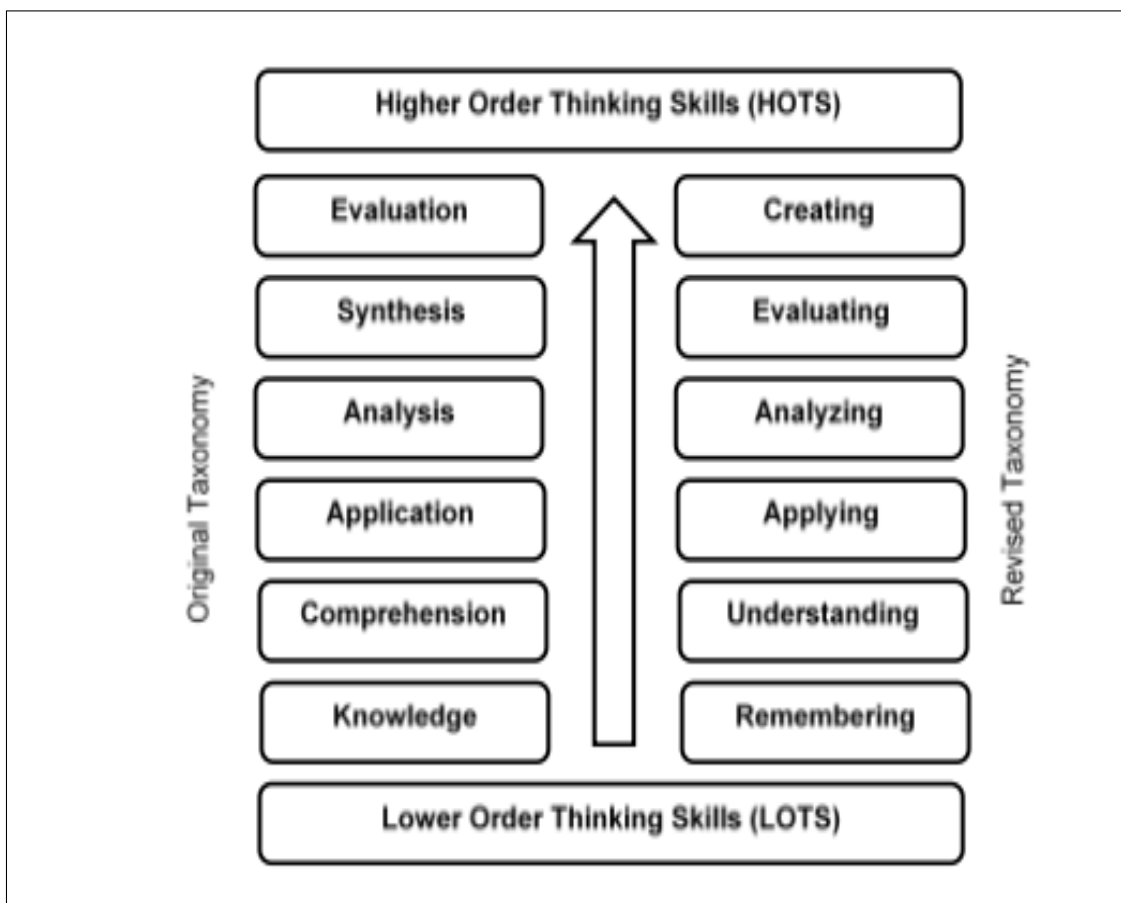 Higher Order Thinking Skills (HOTS)
Evaluation
Creating
Synthesis
Evaluating
Analysis
Analyzing
Application
Applying
Comprehension
Understanding
Knowledge
Remembering
Lower Order Thinking Skills (LOTS)
Original Taxonomy
Revised Taxonomy